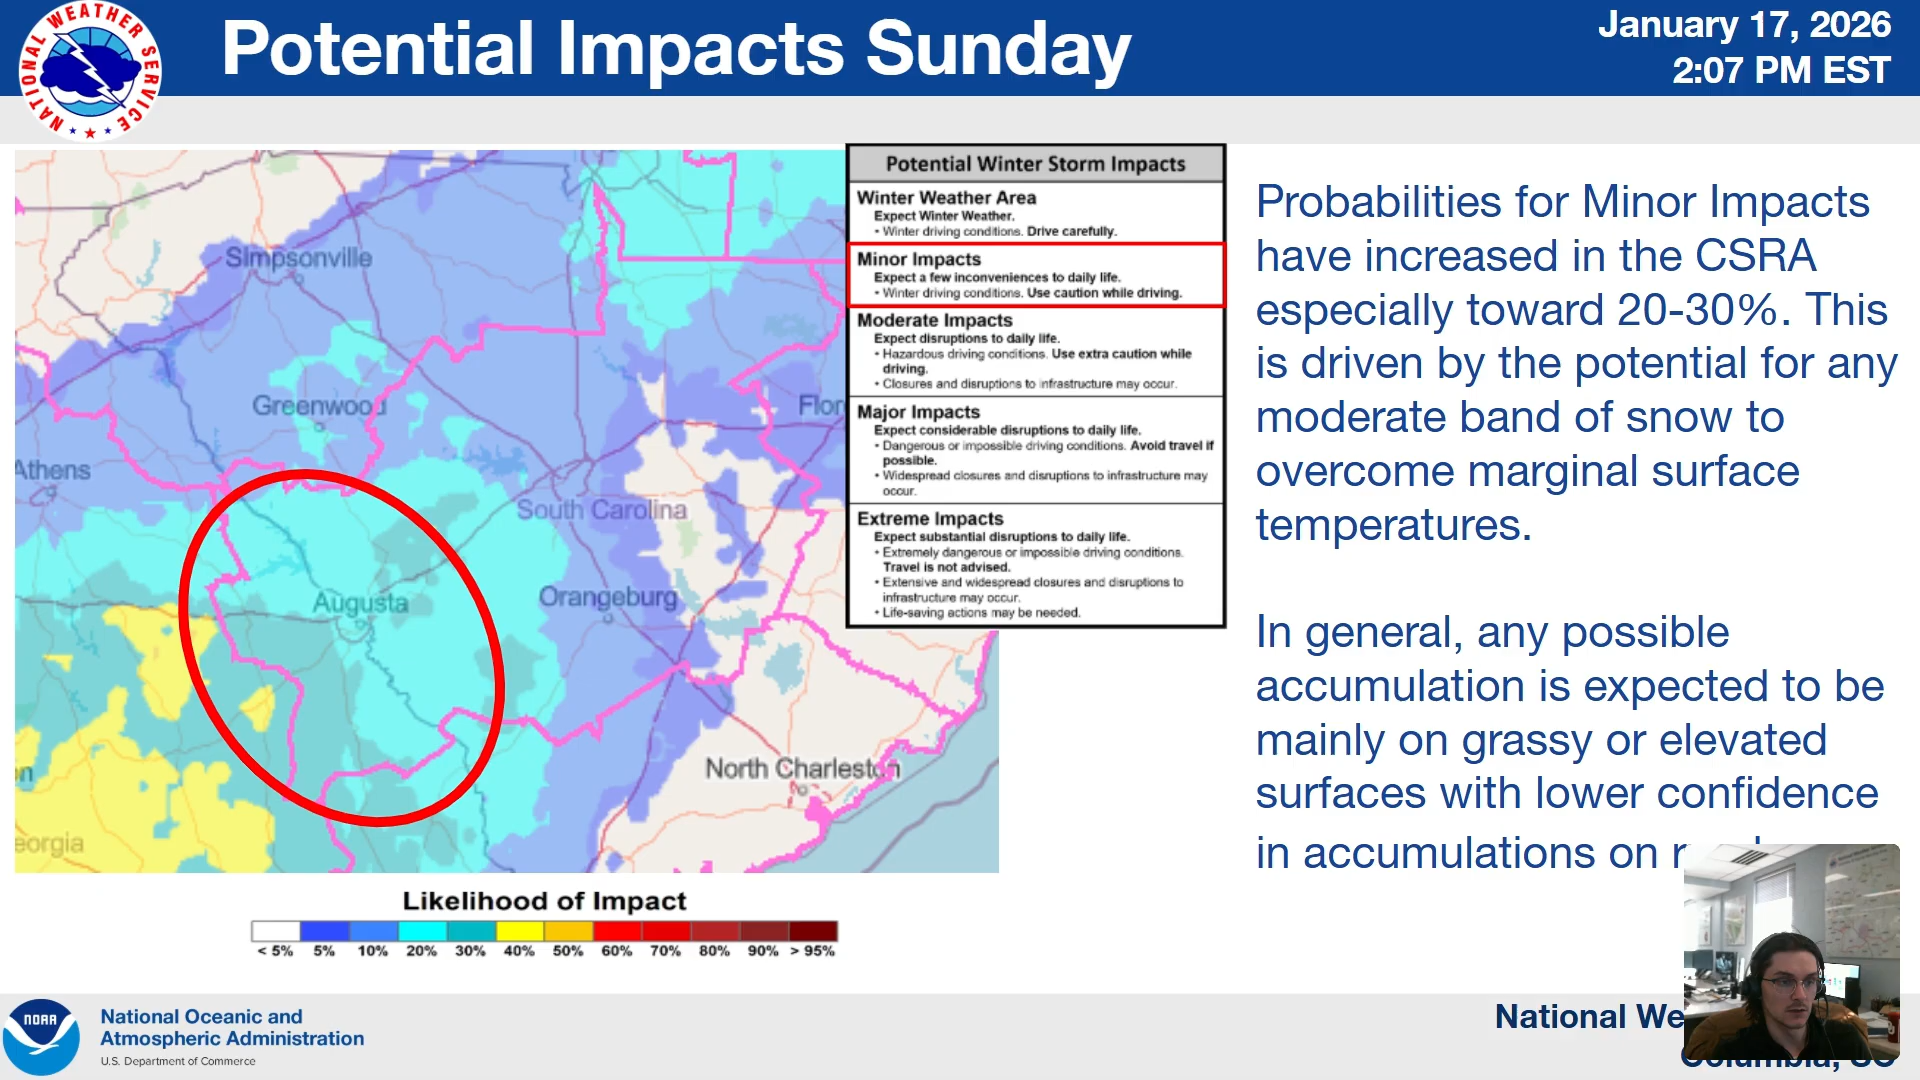 Potential Impacts Sunday
January 17, 2026
2:07 PM EST
NATIONAL WEATHER SERVICE
Simpsonville
Greenwood
Athens
South Carolina
Augusta
Orangeburg
North Charleston
Potential Winter Storm Impacts
Winter Weather Area
Expect Winter Weather.
• Winter driving conditions. Drive carefully.
Minor Impacts
Expect a few inconveniences to daily life.
• Winter driving conditions. Use caution while driving.
Moderate Impacts
Expect disruptions to daily life.
• Hazardous driving conditions. Use extra caution while
driving.
• Closures and disruptions to infrastructure may occur.
Major Impacts
Expect considerable disruptions to daily life.
• Dangerous or impossible driving conditions. Avoid travel if
possible.
• Widespread closures and disruptions to infrastructure may
occur.
Extreme Impacts
Expect substantial disruptions to daily life.
• Extremely dangerous or impossible driving conditions.
Travel is not advised.
• Extensive and widespread closures and disruptions to
infrastructure may occur.
• Life-saving actions may be needed.
Probabilities for Minor Impacts
have increased in the CSRA
especially toward 20-30%. This
is driven by the potential for any
moderate band of snow to
overcome marginal surface
temperatures.
In general, any possible
accumulation is expected to be
mainly on grassy or elevated
surfaces with lower confidence
in accumulations on
Likelihood of Impact
< 5% 5% 10% 20% 30% 40% 50% 60% 70% 80% 90% > 95%
NOAA
National Oceanic and
Atmospheric Administration
U.S. Department of Commerce
National We
Columbia, SC